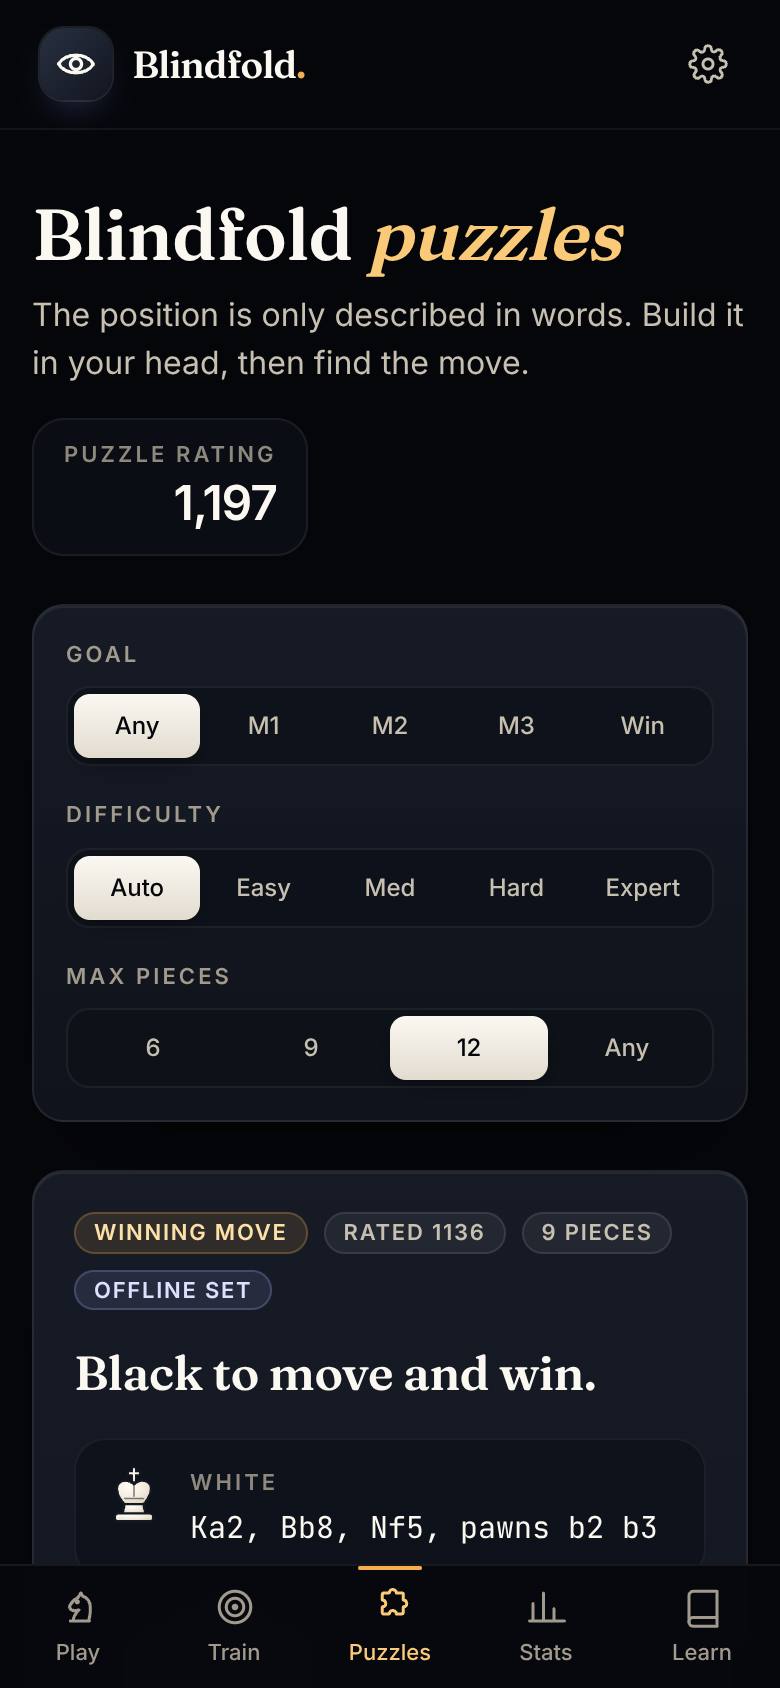 Blindfold.
Blindfold puzzles
The position is only described in words. Build it
in your head, then find the move.
PUZZLE RATING
1,197
GOAL
Any M1 M2 M3 Win
DIFFICULTY
Auto Easy Med Hard Expert
MAX PIECES
6 9 12 Any
WINNING MOVE RATED 1136 9 PIECES
OFFLINE SET
Black to move and win.
WHITE
Ka2, Bb8, Nf5, pawns b2 b3
Play Train Puzzles Stats Learn